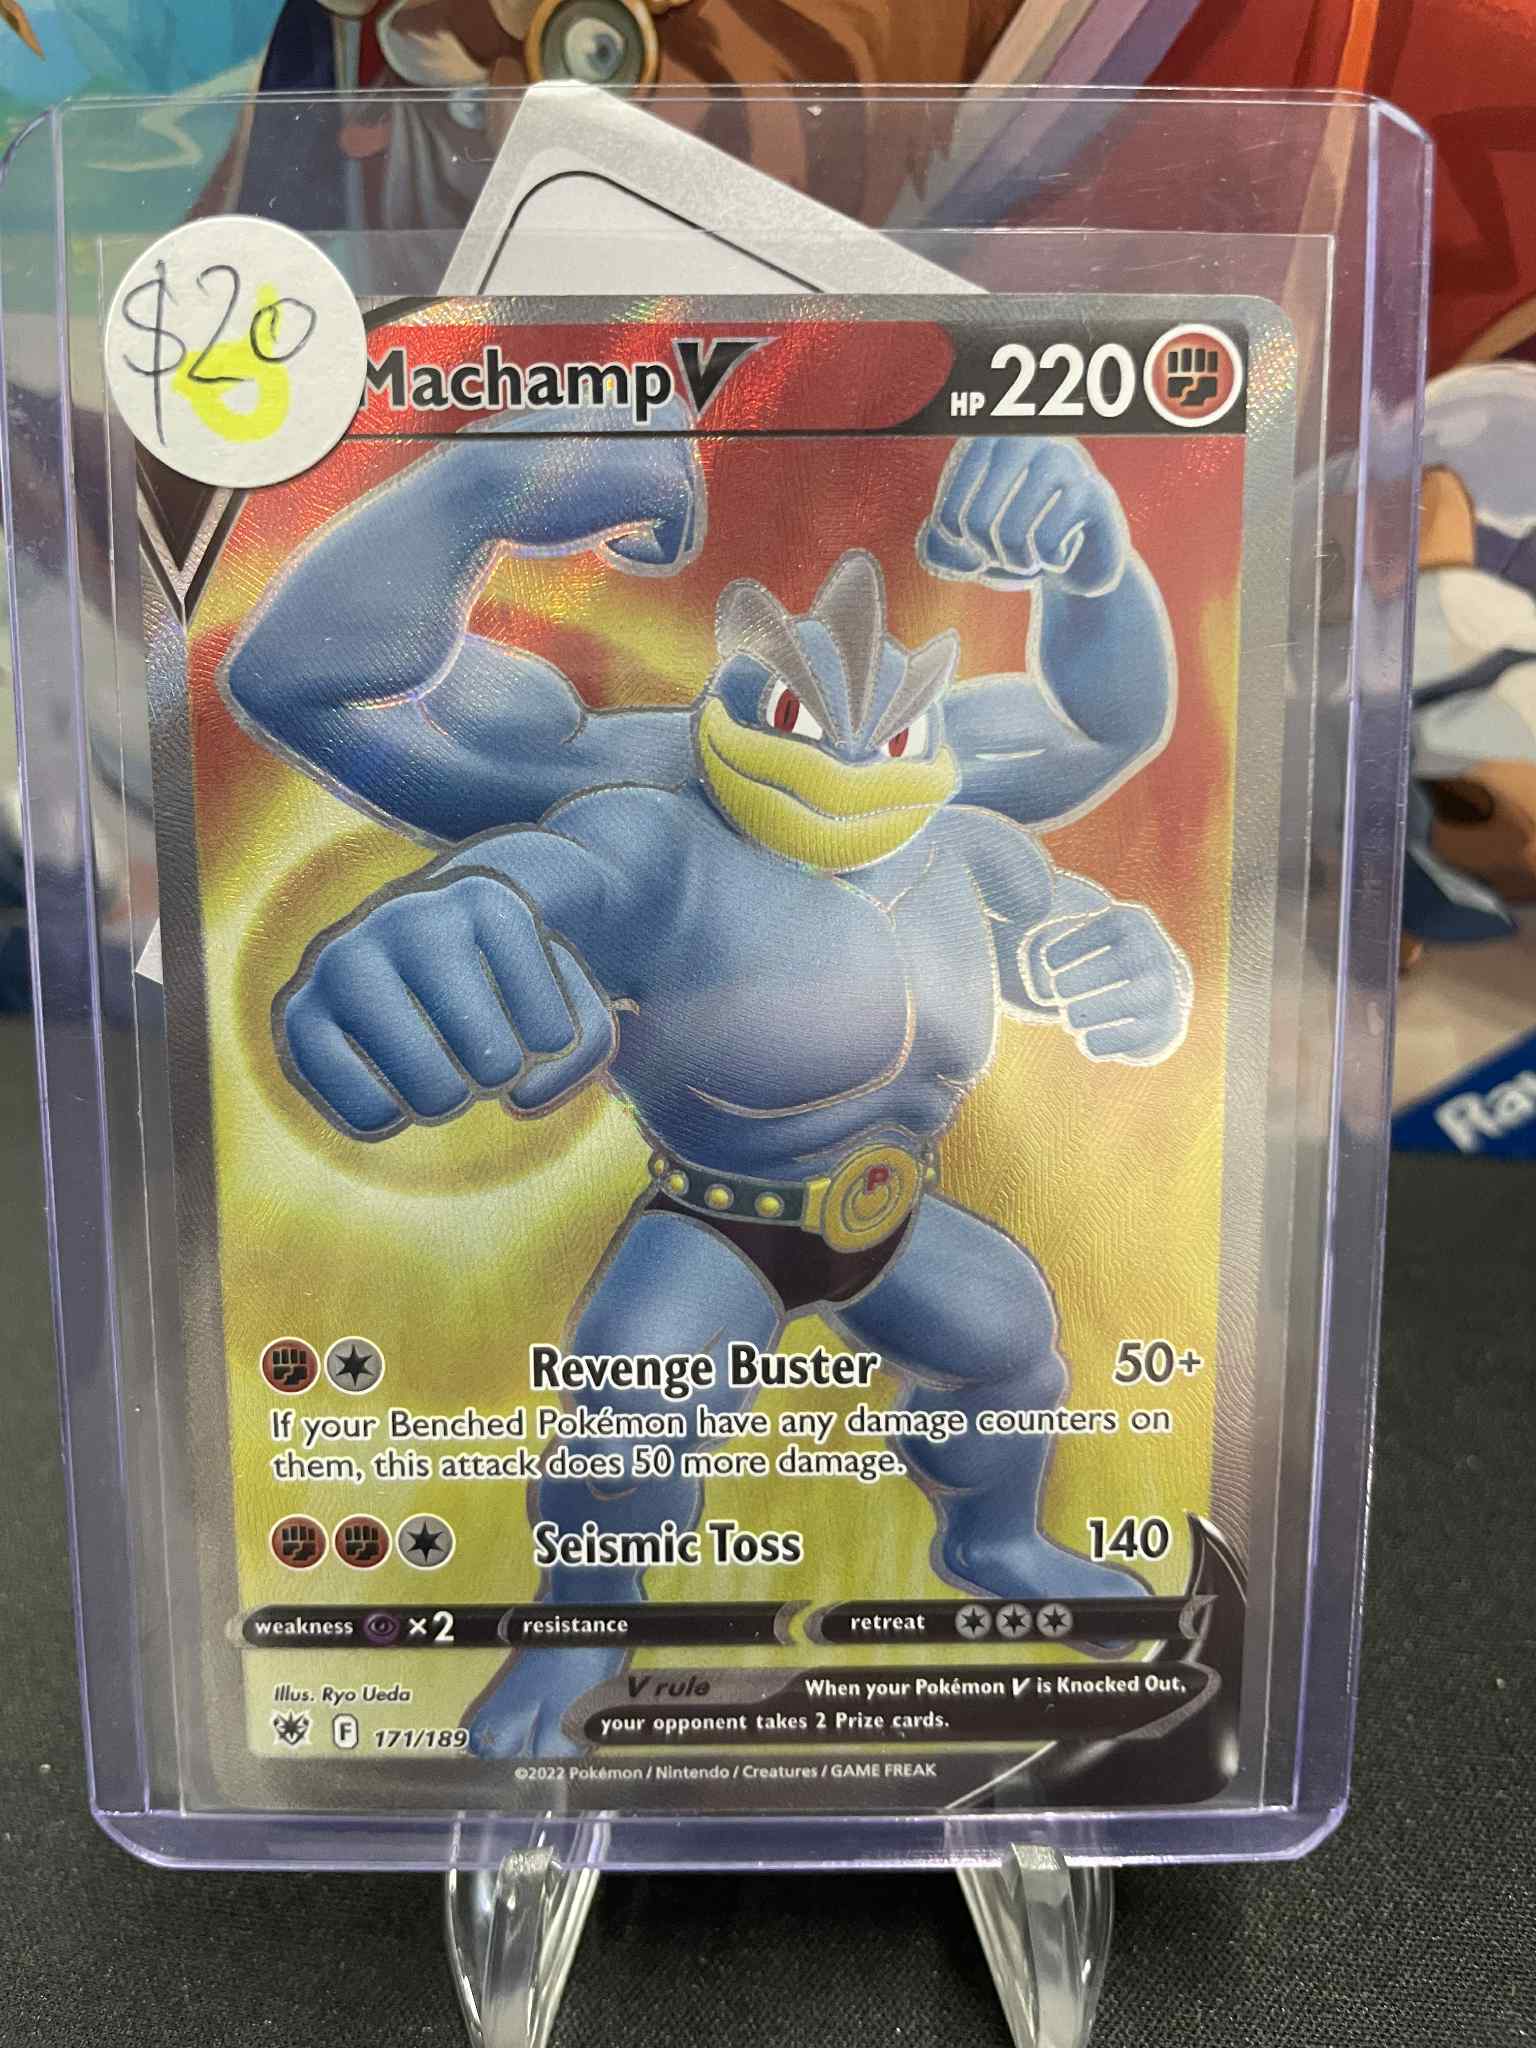 $20
Machamp V HP 220
P
Revenge Buster 50+
If your Benched Pokémon have any damage counters on
them, this attack does 50 more damage.
Seismic Toss 140
weakness ×2 resistance retreat
Illus. Ryo Ueda
V rule When your Pokémon V is Knocked Out,
your opponent takes 2 Prize cards.
F 171/189
©2022 Pokémon / Nintendo / Creatures / GAME FREAK